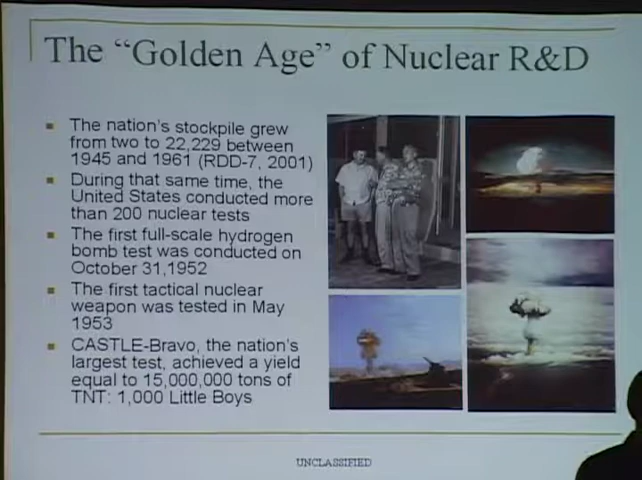 The “Golden Age” of Nuclear R&D
The nation's stockpile grew
from two to 22,229 between
1945 and 1961 (RDD-7, 2001)
During that same time, the
United States conducted more
than 200 nuclear tests
The first full-scale hydrogen
bomb test was conducted on
October 31,1952
The first tactical nuclear
weapon was tested in May
1953
CASTLE-Bravo, the nation's
largest test, achieved a yield
equal to 15,000,000 tons of
TNT: 1,000 Little Boys
UNCLASSIFIED